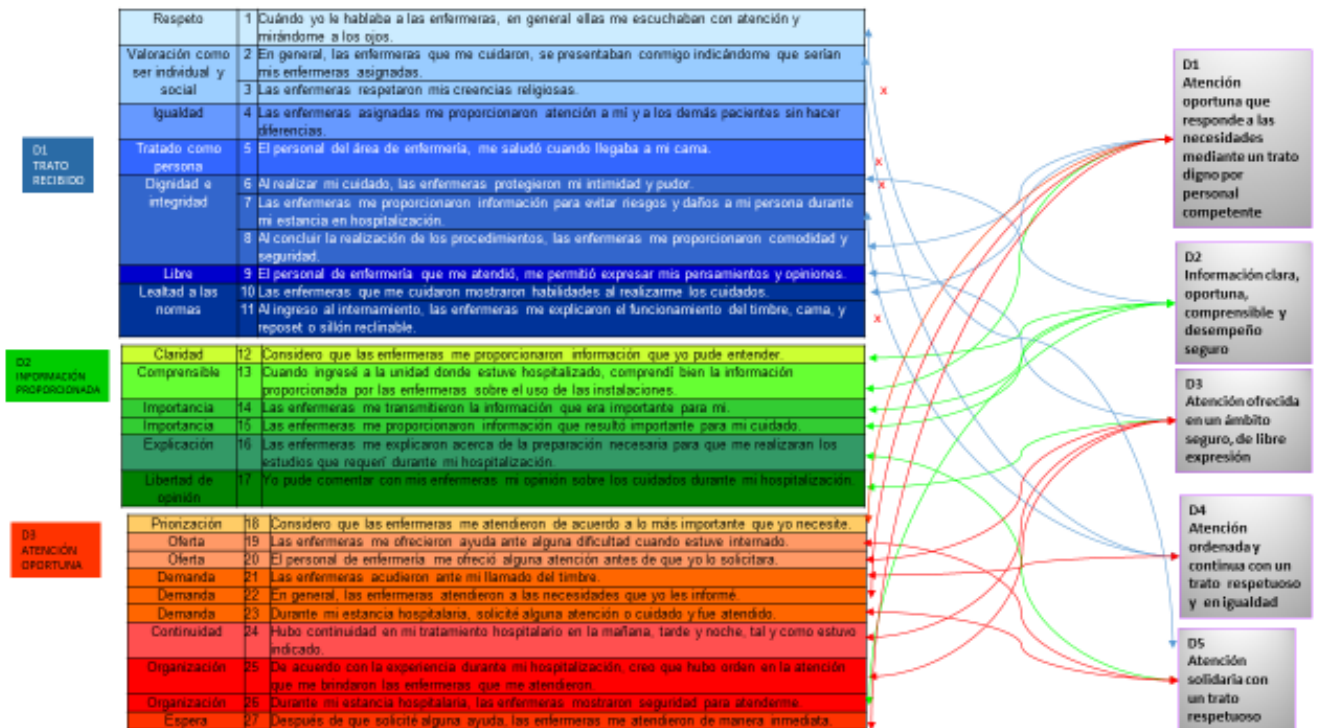 D1
TRATO
RECIBIDO
Respeto
1 Cuándo yo le hablaba a las enfermeras, en general ellas me escuchaban con atención y
mirándome a los ojos.
Valoración como
ser individual y
social
2 En general, las enfermeras que me cuidaron, se presentaban conmigo indicándome que serían
mis enfermeras asignadas.
3 Las enfermeras respetaron mis creencias religiosas.
Igualdad
4 Las enfermeras asignadas me proporcionaron atención a mí y a los demás pacientes sin hacer
diferencias.
Tratado como
persona
5 El personal del área de enfermería, me saludó cuando llegaba a mi cama.
Dignidad e
integridad
6 Al realizar mi cuidado, las enfermeras protegieron mi intimidad y pudor.
7 Las enfermeras me proporcionaron información para evitar riesgos y daños a mi persona durante
mi estancia en hospitalización.
8 Al concluir la realización de los procedimientos, las enfermeras me proporcionaron comodidad y
seguridad.
Libre
9 El personal de enfermería que me atendió, me permitió expresar mis pensamientos y opiniones.
Lealtad a las
normas
10 Las enfermeras que me cuidaron mostraron habilidades al realizarme los cuidados.
11 Al ingreso al internamiento, las enfermeras me explicaron el funcionamiento del timbre, cama, y
reposet o sillón reclinable.
D2
INFORMACIÓN
PROPORCIONADA
Claridad
12 Considero que las enfermeras me proporcionaron información que yo pude entender.
Comprensible
13 Cuando ingresé a la unidad donde estuve hospitalizado, comprendí bien la información
proporcionada por las enfermeras sobre el uso de las instalaciones.
Importancia
14 Las enfermeras me transmitieron la información que era importante para mi.
Importancia
15 Las enfermeras me proporcionaron información que resultó importante para mi cuidado.
Explicación
16 Las enfermeras me explicaron acerca de la preparación necesaria para que me realizaran los
estudios que requerí durante mi hospitalización.
Libertad de
opinión
17 Yo pude comentar con mis enfermeras mi opinión sobre los cuidados durante mi hospitalización.
D3
ATENCIÓN
OPORTUNA
Priorización
18 Considero que las enfermeras me atendieron de acuerdo a lo más importante que yo necesite.
Oferta
19 Las enfermeras me ofrecieron ayuda ante alguna dificultad cuando estuve internado.
Oferta
20 El personal de enfermería me ofreció alguna atención antes de que yo lo solicitara.
Demanda
21 Las enfermeras acudieron ante mi llamado del timbre.
Demanda
22 En general, las enfermeras atendieron a las necesidades que yo les informé.
Demanda
23 Durante mi estancia hospitalaria, solicité alguna atención o cuidado y fue atendido.
Continuidad
24 Hubo continuidad en mi tratamiento hospitalario en la mañana, tarde y noche, tal y como estuvo
indicado.
Organización
25 De acuerdo con la experiencia durante mi hospitalización, creo que hubo orden en la atención
que me brindaron las enfermeras que me atendieron.
Organización
26 Durante mi estancia hospitalaria, las enfermeras mostraron seguridad para atenderme.
Espera
27 Después de que solicité alguna ayuda, las enfermeras me atendieron de manera inmediata.
x
x
x
x
D1
Atención
oportuna que
responde a las
necesidades
mediante un trato
digno por
personal
competente
D2
Información clara,
oportuna,
comprensible y
desempeño
seguro
D3
Atención ofrecida
en un ámbito
seguro, de libre
expresión
D4
Atención
ordenada y
continua con un
trato respetuoso
y en igualdad
D5
Atención
solidaria con
un trato
respetuoso